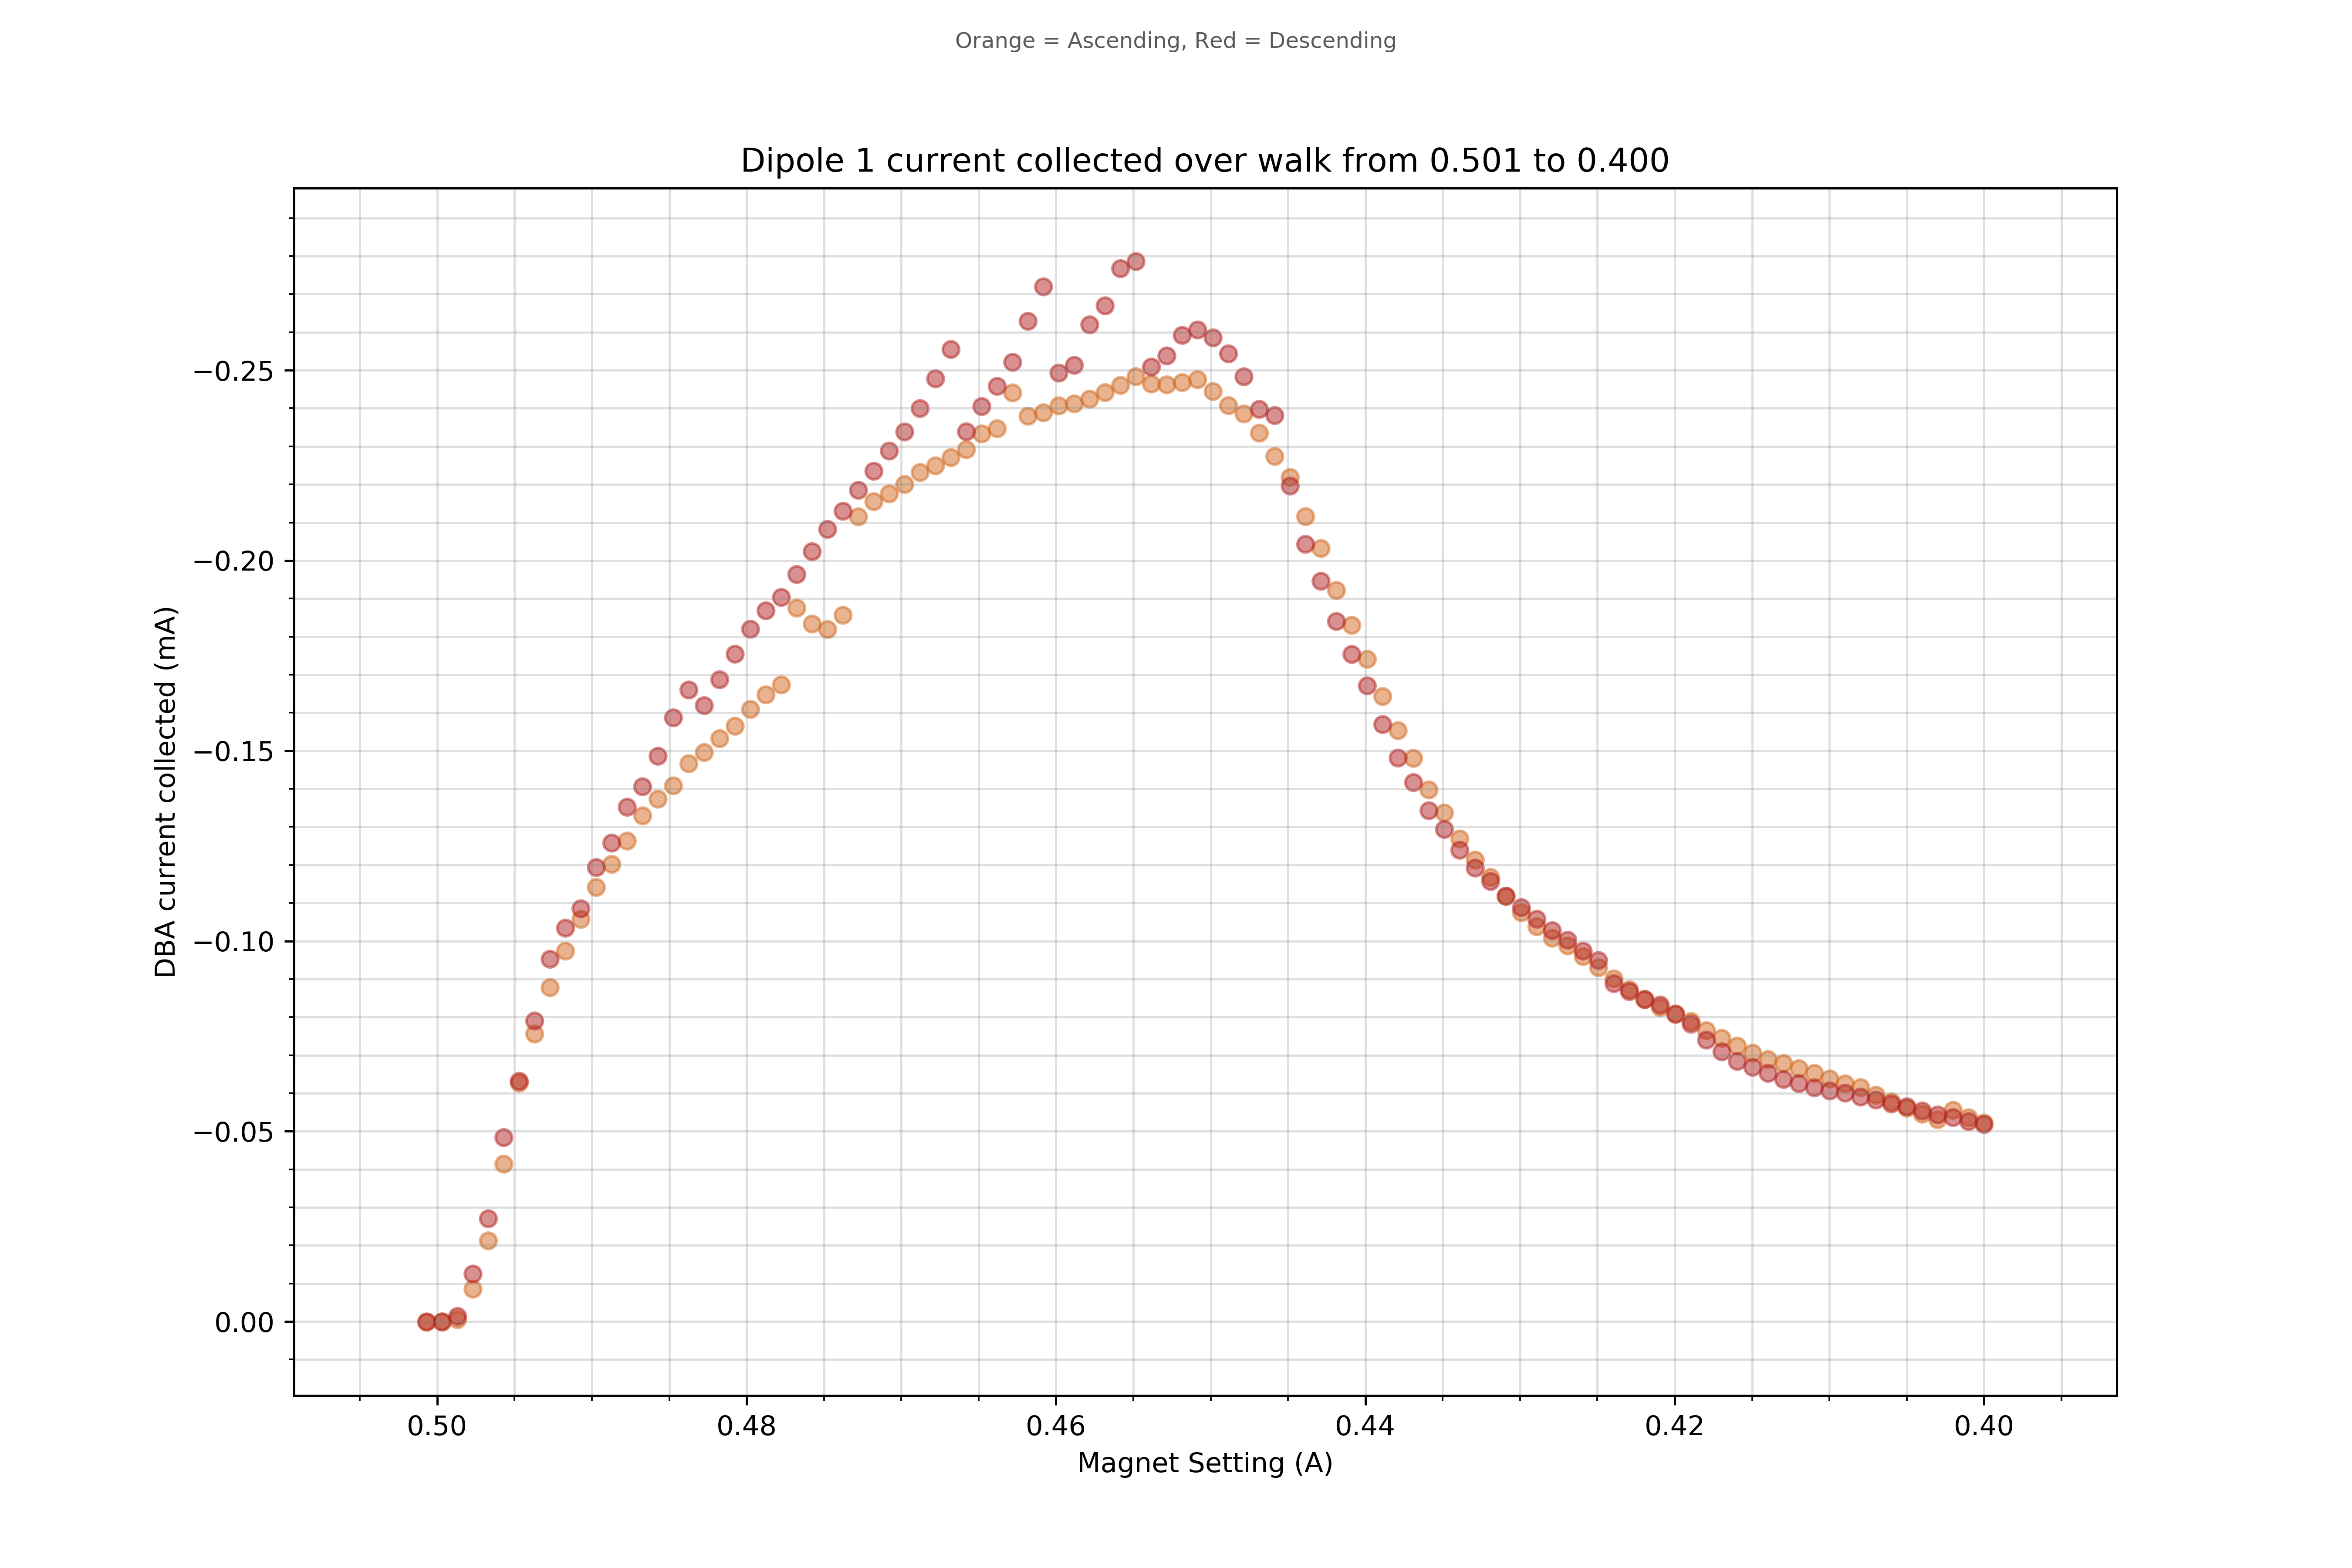 Orange = Ascending, Red = Descending
Dipole 1 current collected over walk from 0.501 to 0.400
DBA current collected (mA)
−0.25
−0.20
−0.15
−0.10
−0.05
0.00
0.50 0.48 0.46 0.44 0.42 0.40
Magnet Setting (A)